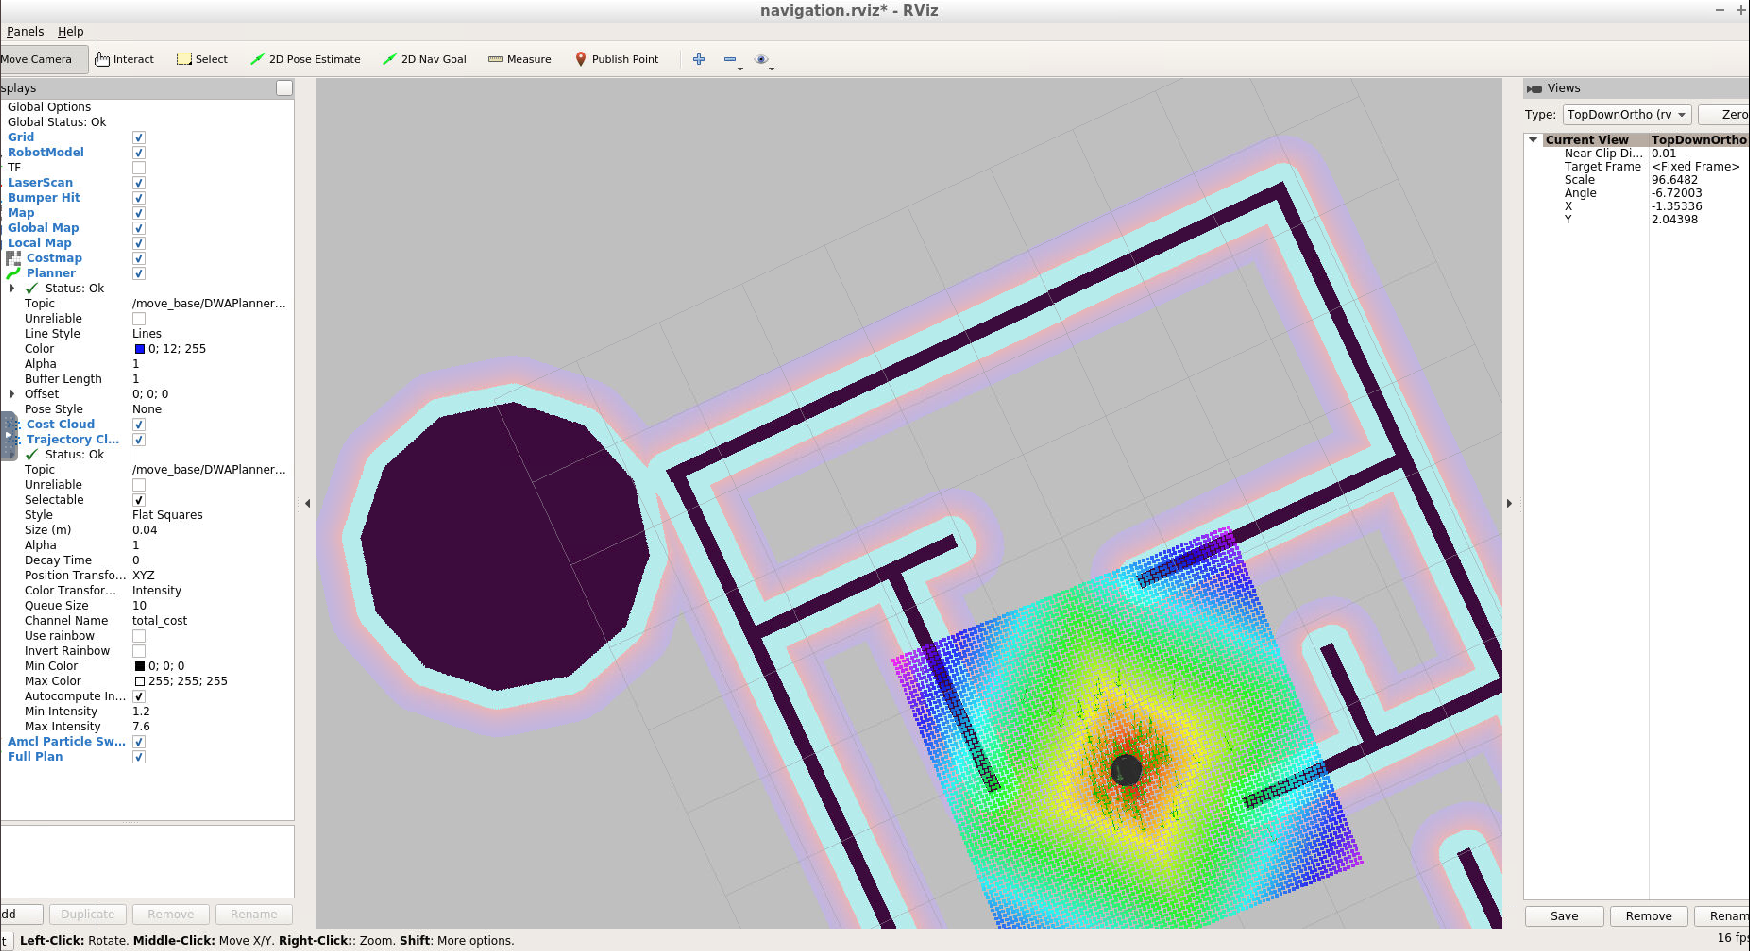 navigation.rviz* - RViz
Panels Help
Move Camera Interact Select 2D Pose Estimate 2D Nav Goal Measure Publish Point
splays
Global Options
Global Status: Ok
Grid
RobotModel
TF
LaserScan
Bumper Hit
Map
Global Map
Local Map
Costmap
Planner
Status: Ok
Topic /move_base/DWAPlanner...
Unreliable
Line Style Lines
Color 0; 12; 255
Alpha 1
Buffer Length 1
Offset 0; 0; 0
Pose Style None
Cost Cloud
Trajectory Cl...
Status: Ok
Topic /move_base/DWAPlanner...
Unreliable
Selectable
Style Flat Squares
Size (m) 0.04
Alpha 1
Decay Time 0
Position Transfo... XYZ
Color Transfor... Intensity
Queue Size 10
Channel Name total_cost
Use rainbow
Invert Rainbow
Min Color 0; 0; 0
Max Color 255; 255; 255
Autocompute In...
Min Intensity 1.2
Max Intensity 7.6
Amcl Particle Sw...
Full Plan
dd Duplicate Remove Rename
Views
Type: TopDownOrtho (rv Zero
Current View TopDownOrtho
Near Clip Di... 0.01
Target Frame <Fixed Frame>
Scale 96.6482
Angle -6.72003
X -1.35336
Y 2.04398
Save Remove Renam
t Left-Click: Rotate. Middle-Click: Move X/Y. Right-Click:: Zoom. Shift: More options.
16 fps